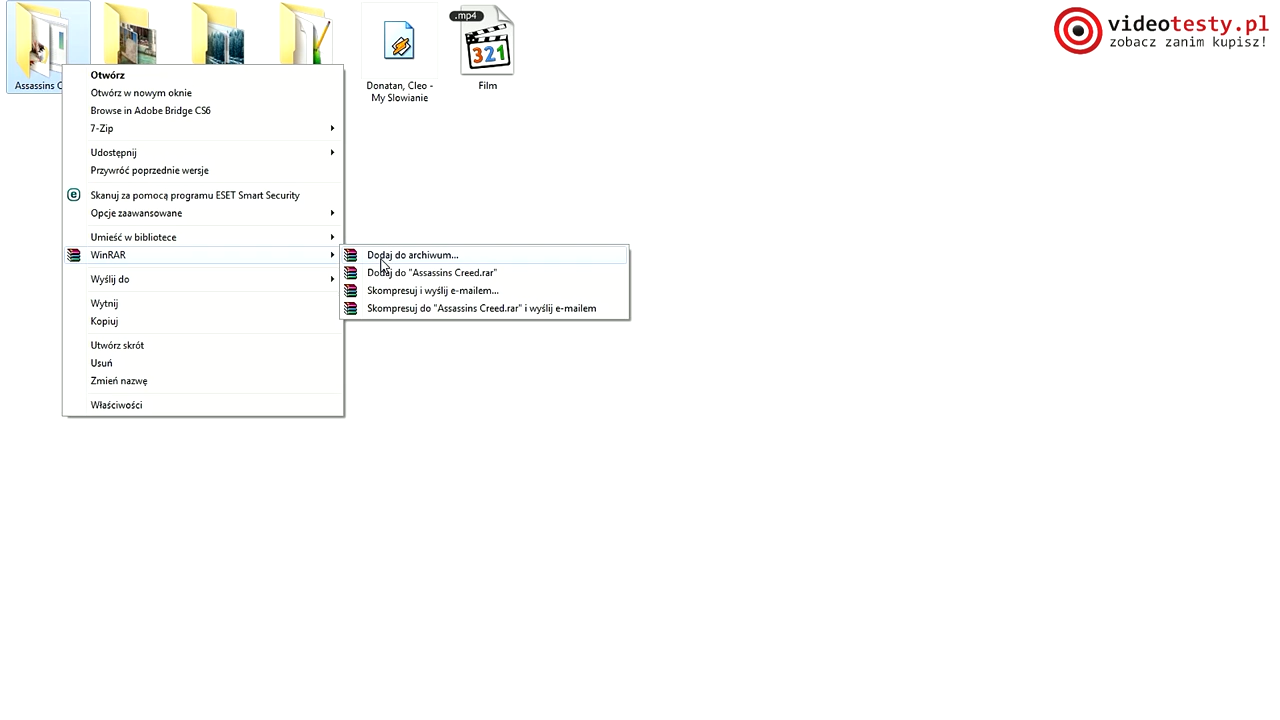 .mp4
321
videotesty.pl
zobacz zanim kupisz!
Assassins C
Donatan, Cleo -
My Slowianie
Film
Otwórz
Otwórz w nowym oknie
Browse in Adobe Bridge CS6
7-Zip
Udostępnij
Przywróć poprzednie wersje
e
Skanuj za pomocą programu ESET Smart Security
Opcje zaawansowane
Umieść w bibliotece
WinRAR
Wyślij do
Wytnij
Kopiuj
Utwórz skrót
Usuń
Zmień nazwę
Właściwości
Dodaj do archiwum...
Dodaj do "Assassins Creed.rar"
Skompresuj i wyślij e-mailem...
Skompresuj do "Assassins Creed.rar" i wyślij e-mailem